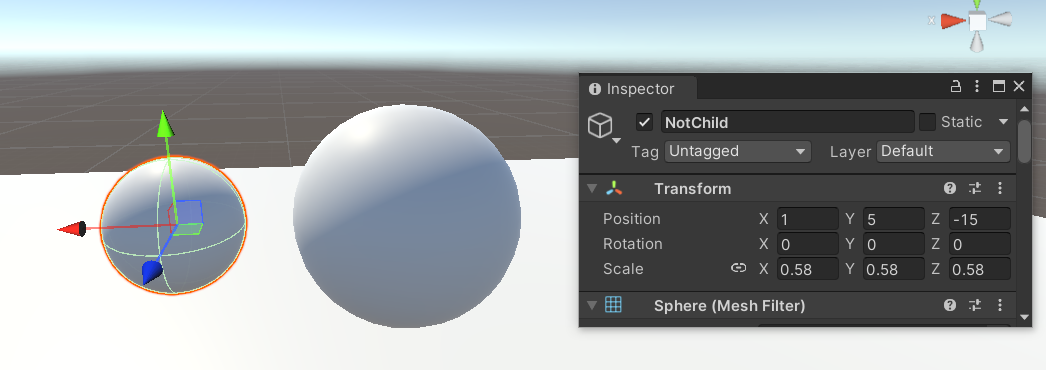 X
Inspector
NotChild
Static
Tag Untagged Layer Default
Transform
Position X 1 Y 5 Z -15
Rotation X 0 Y 0 Z 0
Scale X 0.58 Y 0.58 Z 0.58
Sphere (Mesh Filter)